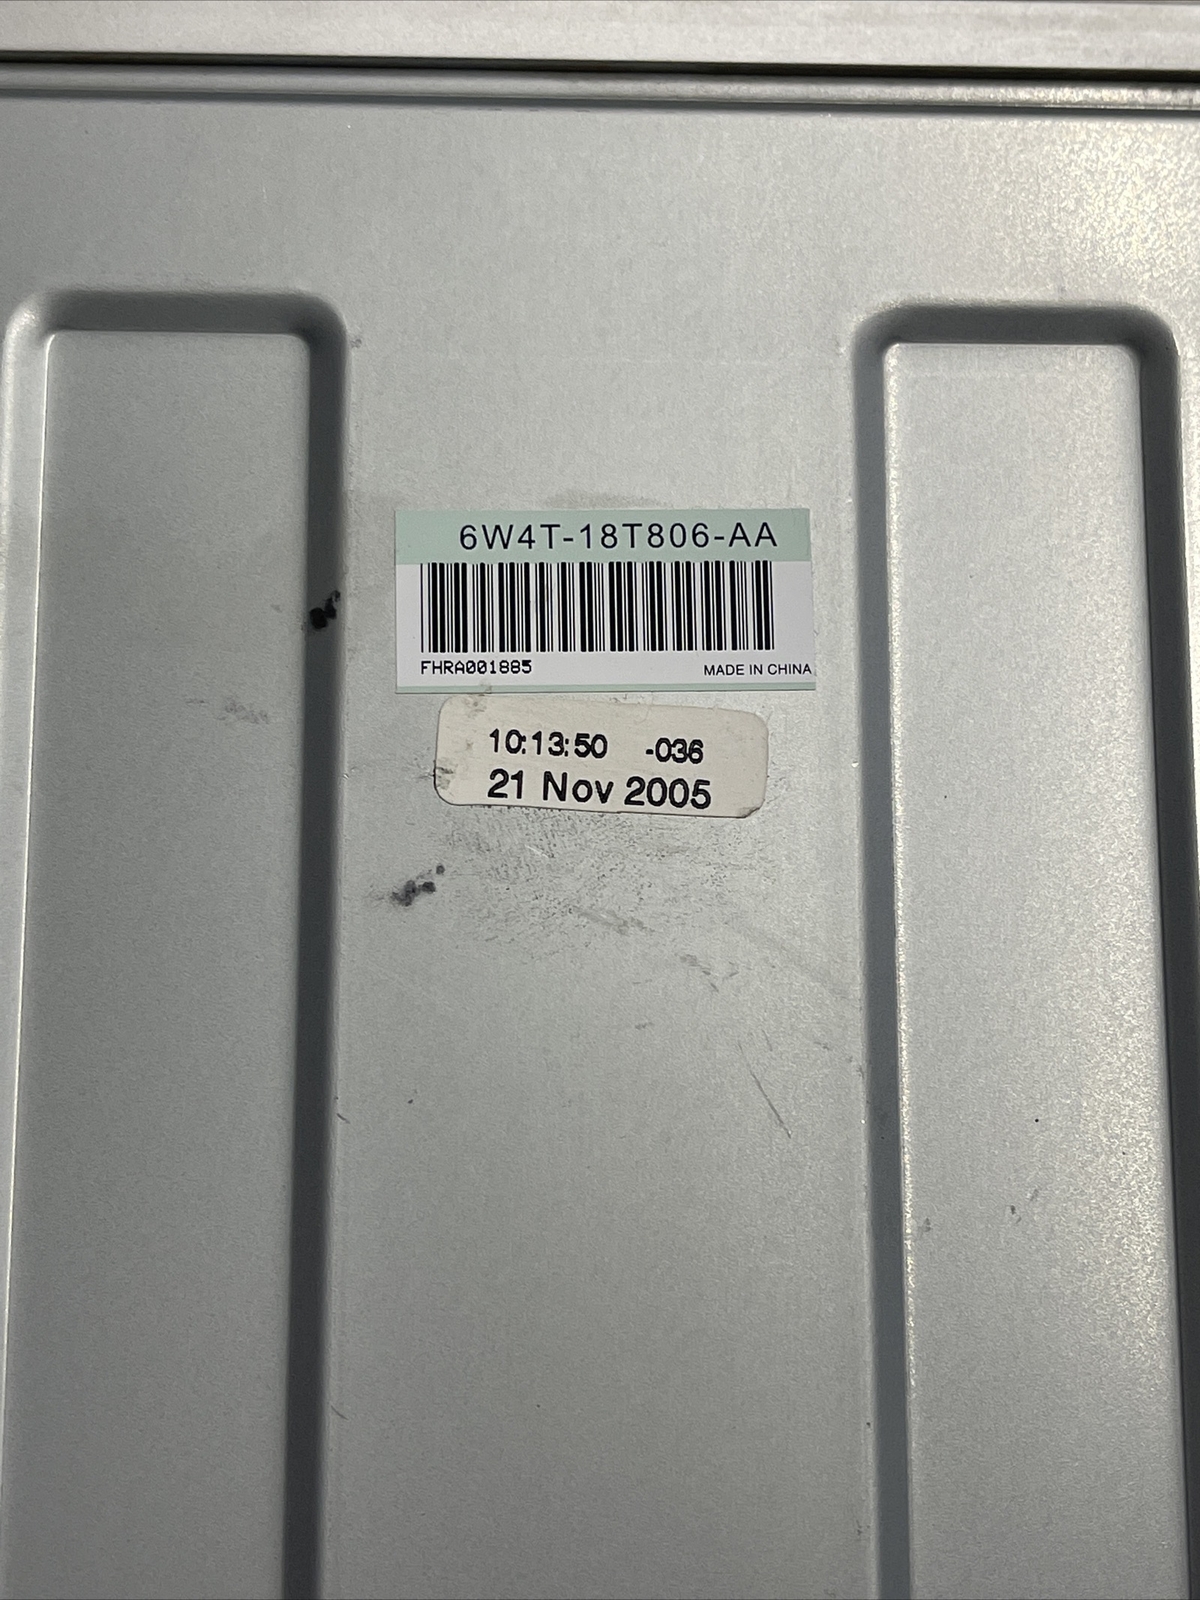 6W4T-18T806-AA
FHRA001885 MADE IN CHINA
10:13:50 -036
21 Nov 2005